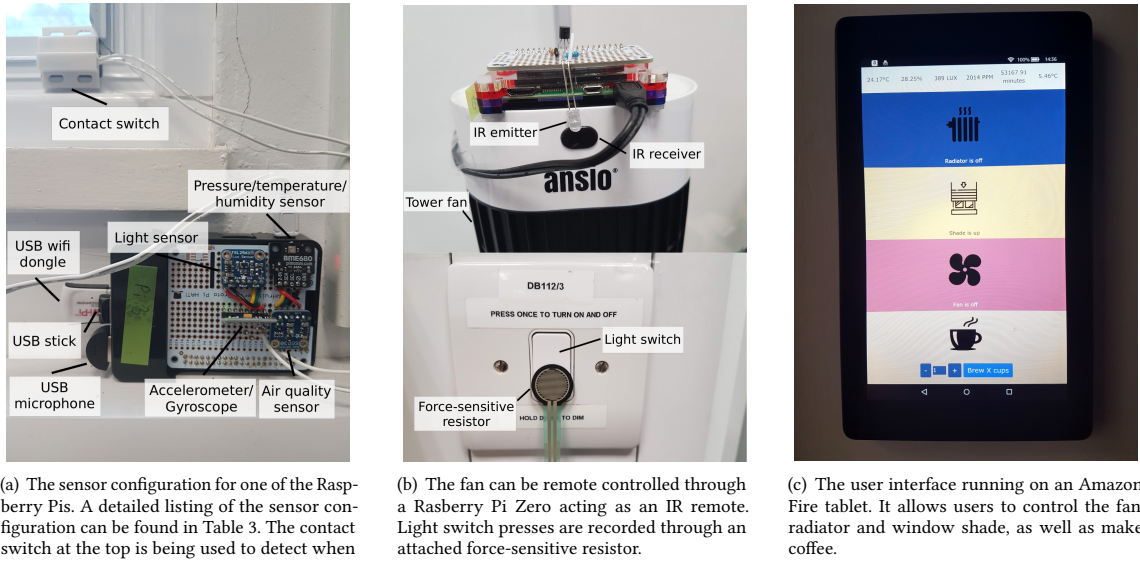 Contact switch
Pressure/temperature/
humidity sensor
Light sensor
USB wifi
dongle
BME680
USB stick
USB
microphone
Accelerometer/
Gyroscope
Air quality
sensor
IR emitter
IR receiver
ansio
Tower fan
DB112/3
PRESS ONCE TO TURN ON AND OFF
Light switch
Force-sensitive
resistor
HOLD TO DIM
100% 14:36
24.17°C 28.25% 389 LUX 2014 PPM 53167.91 5.46°C
minutes
Radiator is off
Shade is up
Fan is off
- 1 + Brew X cups
(a) The sensor configuration for one of the Rasp-
berry Pis. A detailed listing of the sensor con-
figuration can be found in Table 3. The contact
switch at the top is being used to detect when
(b) The fan can be remote controlled through
a Rasberry Pi Zero acting as an IR remote.
Light switch presses are recorded through an
attached force-sensitive resistor.
(c) The user interface running on an Amazon
Fire tablet. It allows users to control the fan
radiator and window shade, as well as make
coffee.